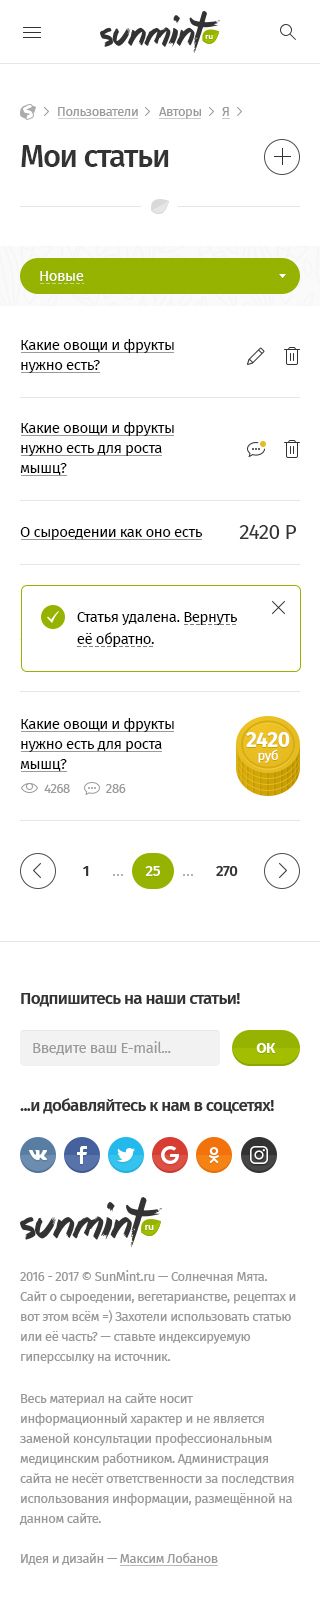 sunmint ru
Пользователи Авторы Я
Мои статьи
Новые
Какие овощи и фрукты
нужно есть?
Какие овощи и фрукты
нужно есть для роста
мышц?
О сыроедении как оно есть 2420 Р
Статья удалена. Вернуть
её обратно.
Какие овощи и фрукты
нужно есть для роста
мышц?
2420
руб
4268 286
1 ... 25 ... 270
Подпишитесь на наши статьи!
Введите ваш E-mail... ОК
...и добавляйтесь к нам в соцсетях!
sunmint ru
2016 - 2017 © SunMint.ru — Солнечная Мята.
Сайт о сыроедении, вегетарианстве, рецептах и
вот этом всём =) Захотели использовать статью
или её часть? — ставьте индексируемую
гиперссылку на источник.
Весь материал на сайте носит
информационный характер и не является
заменой консультации профессиональным
медицинским работником. Администрация
сайта не несёт ответственности за последствия
использования информации, размещённой на
данном сайте.
Идея и дизайн — Максим Лобанов